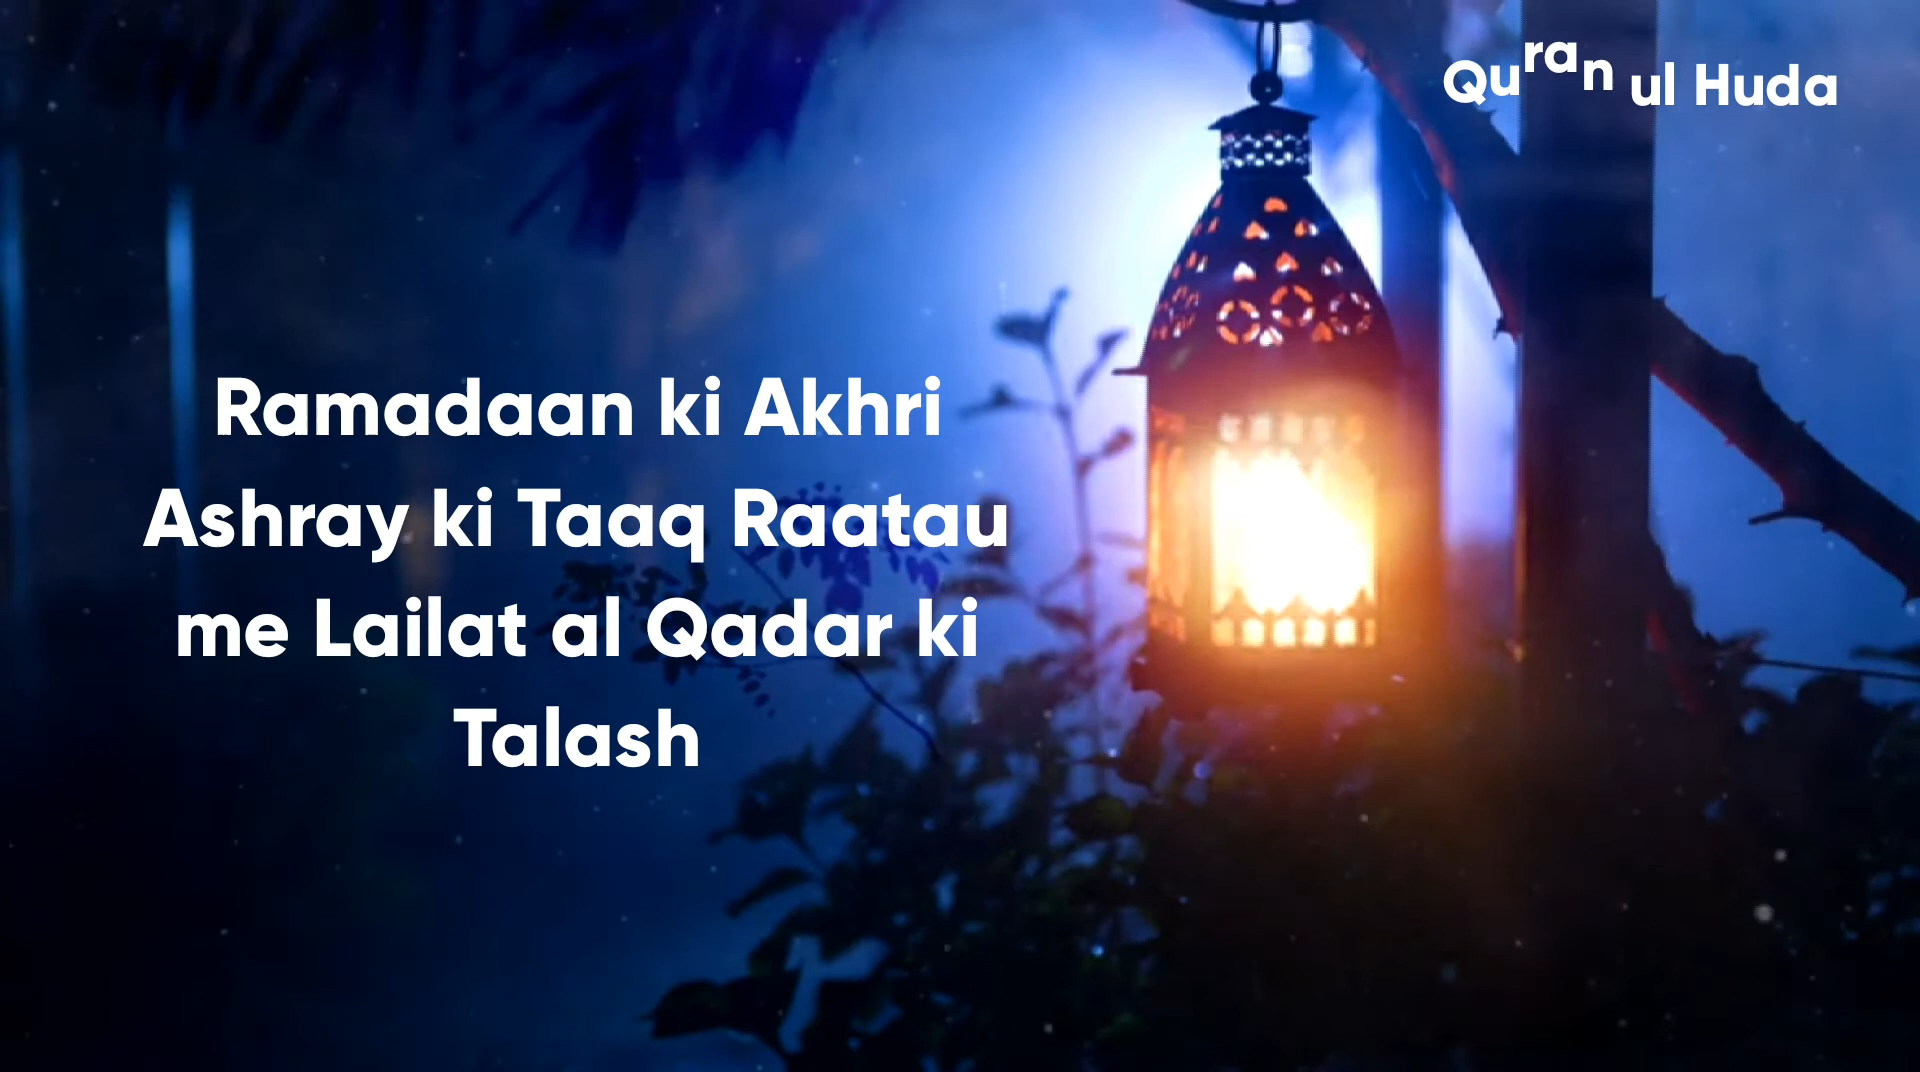 Quran ul Huda
Ramadaan ki Akhri
Ashray ki Taaq Raatau
me Lailat al Qadar ki
Talash